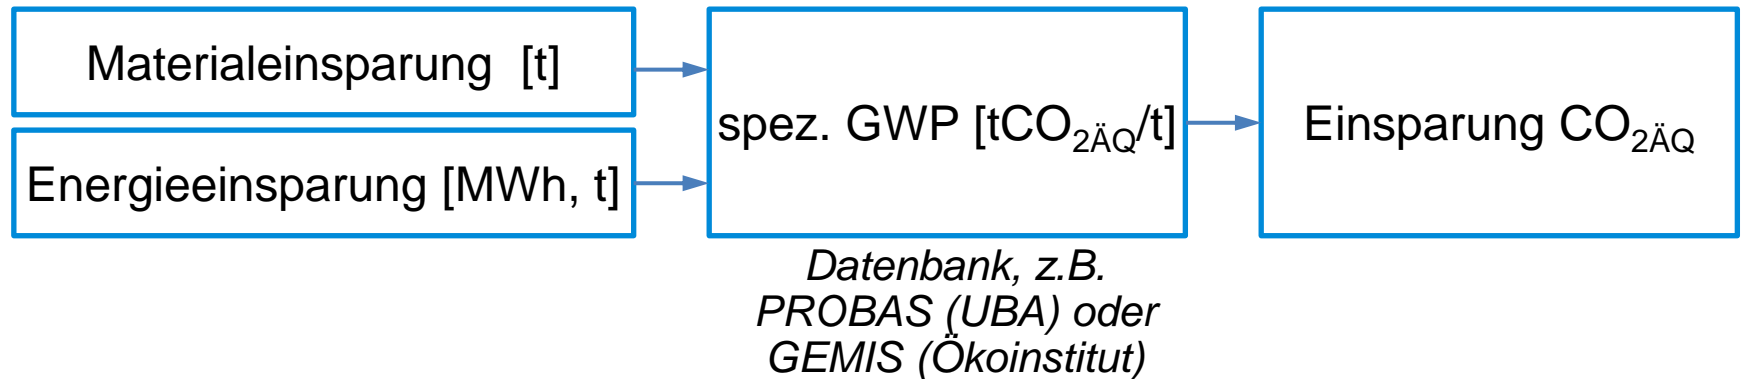 Materialeinsparung [t]
Energieeinsparung [MWh, t]
spez. GWP [tCO₂ÄQ/t]
Einsparung CO₂ÄQ
Datenbank, z.B.
PROBAS (UBA) oder
GEMIS (Ökoinstitut)